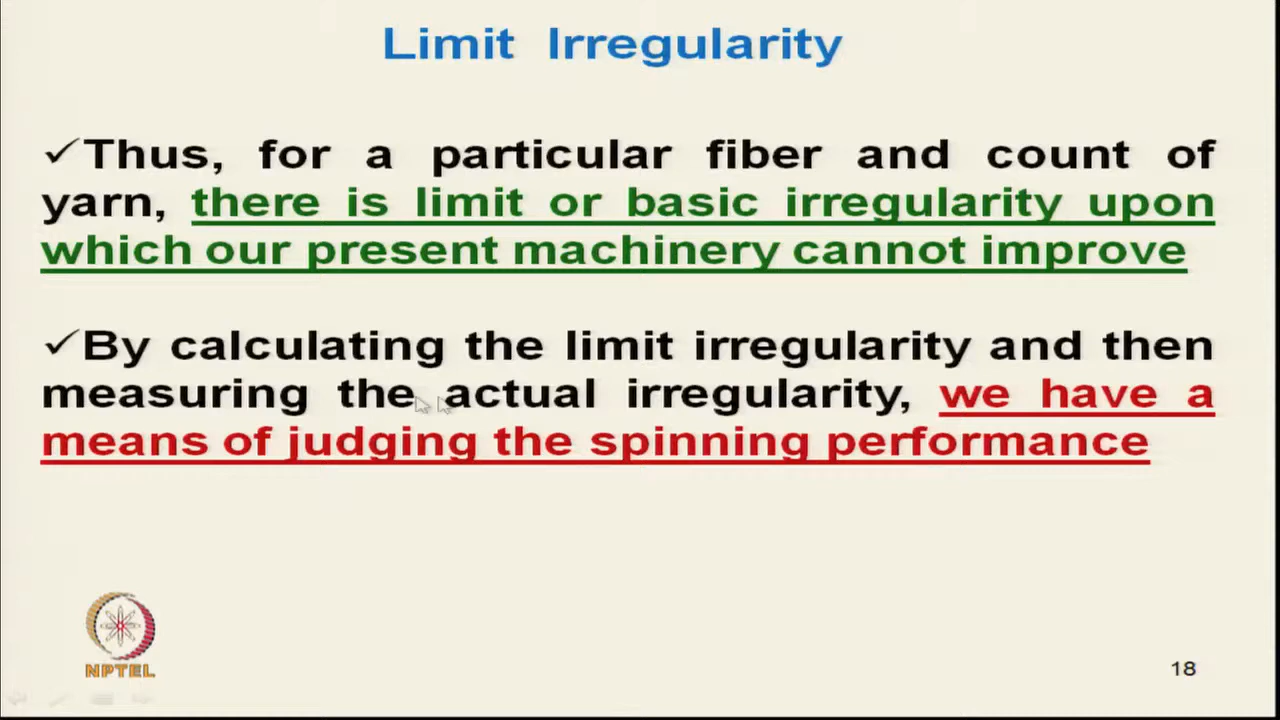 Limit Irregularity
✓Thus, for a particular fiber and count of
yarn, there is limit or basic irregularity upon
which our present machinery cannot improve
✓By calculating the limit irregularity and then
measuring the actual irregularity, we have a
means of judging the spinning performance
NPTEL
18